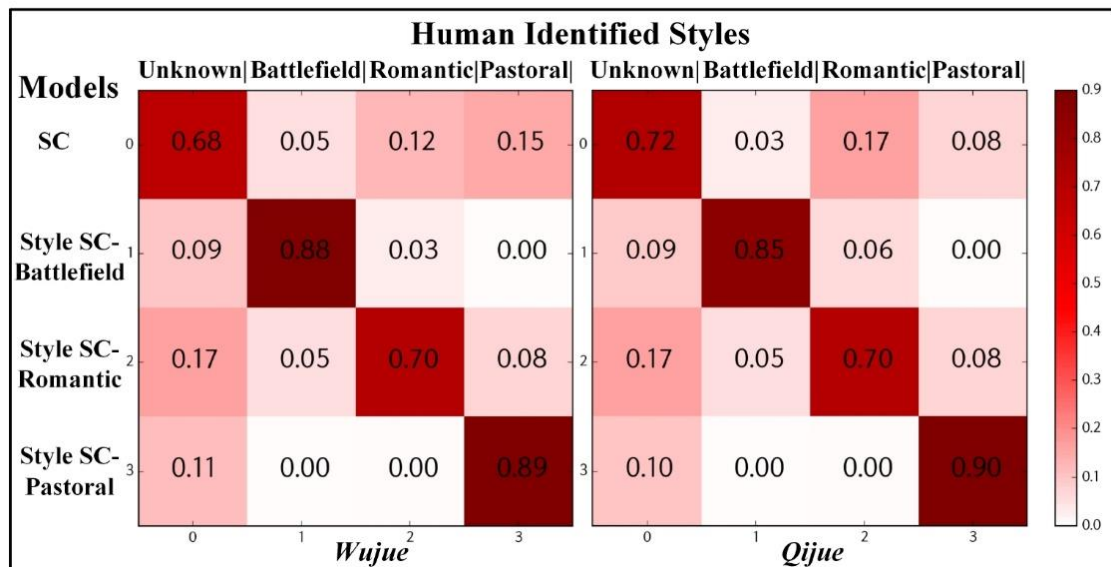 Human Identified Styles
Models
Unknown| Battlefield| Romantic| Pastoral| Unknown| Battlefield| Romantic| Pastoral|
SC 0 0.68 0.05 0.12 0.15 0 0.72 0.03 0.17 0.08
Style SC-
Battlefield 1 0.09 0.88 0.03 0.00 1 0.09 0.85 0.06 0.00
Style SC-
Romantic 2 0.17 0.05 0.70 0.08 2 0.17 0.05 0.70 0.08
Style SC-
Pastoral 3 0.11 0.00 0.00 0.89 3 0.10 0.00 0.00 0.90
0 1 2 3 0 1 2 3
Wujue Qijue
0.9
0.8
0.7
0.6
0.5
0.4
0.3
0.2
0.1
0.0